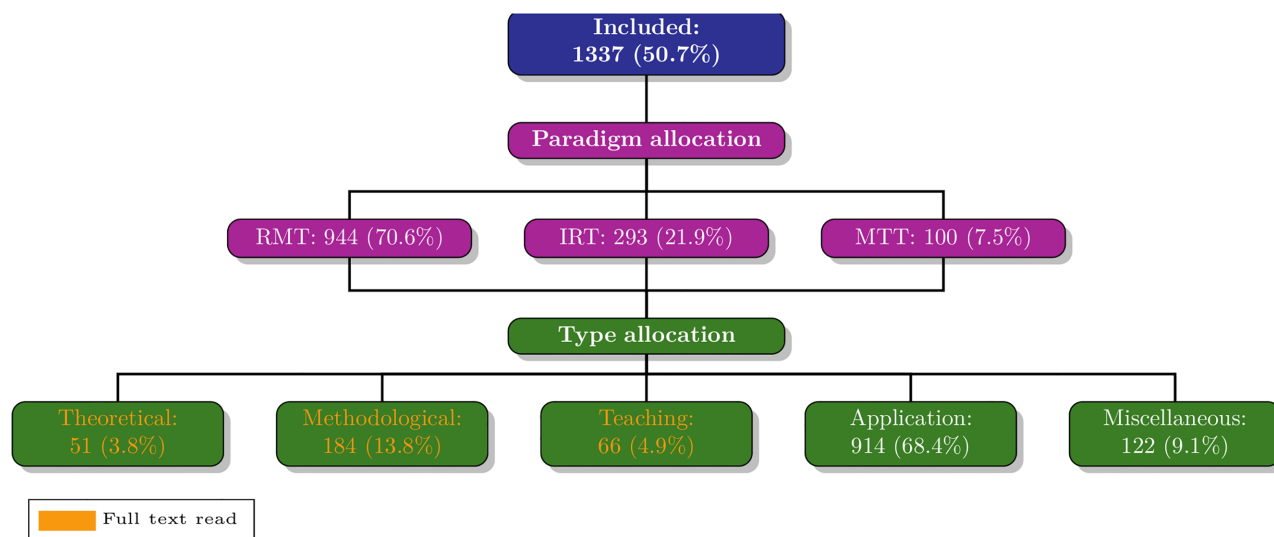 Included:
1337 (50.7%)
Paradigm allocation
RMT: 944 (70.6%)
IRT: 293 (21.9%)
MTT: 100 (7.5%)
Type allocation
Theoretical:
51 (3.8%)
Methodological:
184 (13.8%)
Teaching:
66 (4.9%)
Application:
914 (68.4%)
Miscellaneous:
122 (9.1%)
Full text read